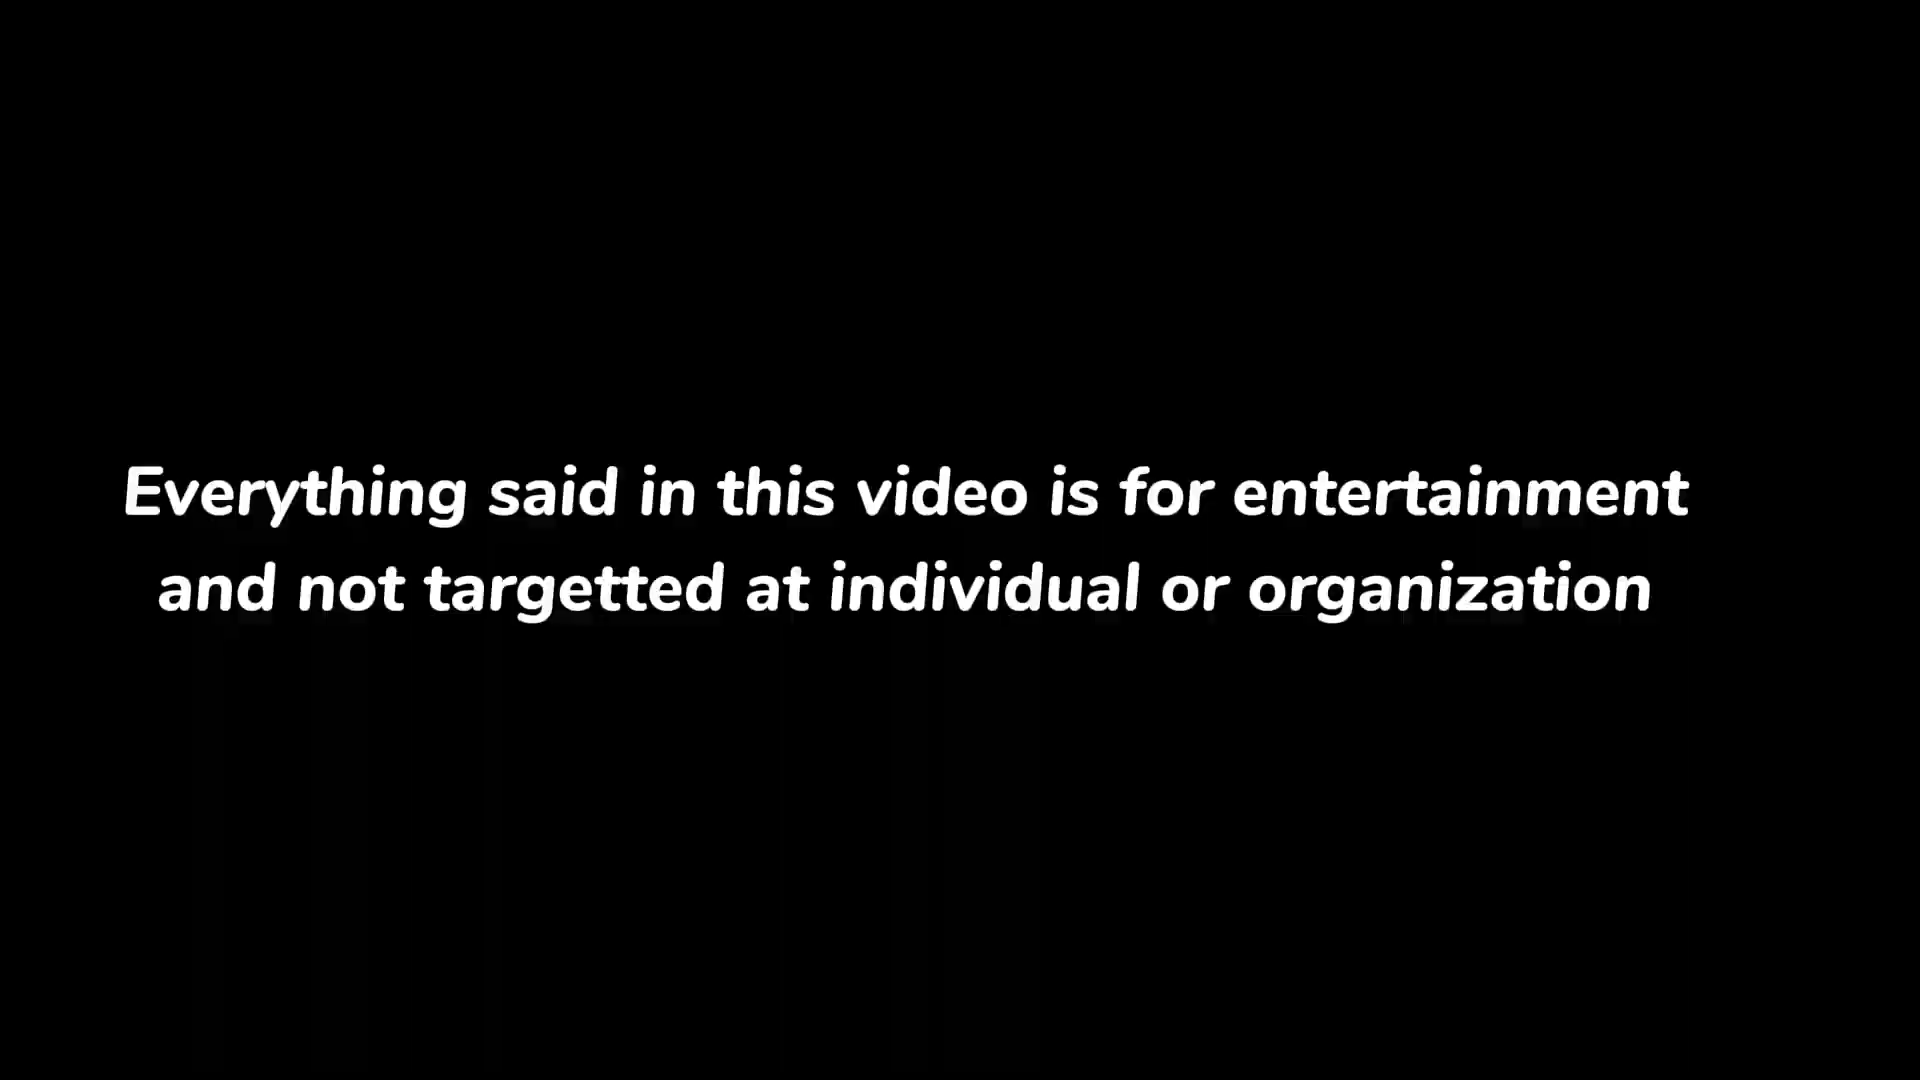 Everything said in this video is for entertainment
and not targetted at individual or organization